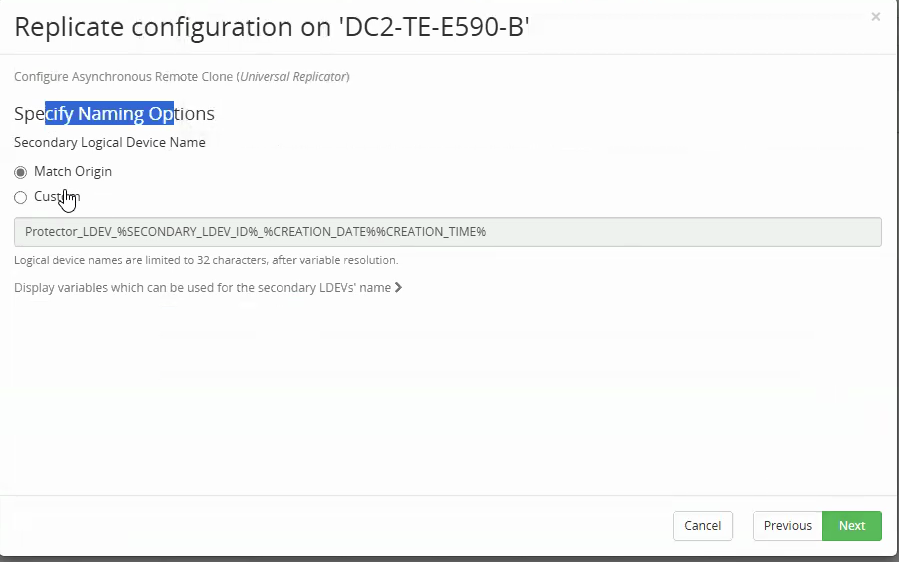 Replicate configuration on 'DC2-TE-E590-B'
×
Configure Asynchronous Remote Clone (Universal Replicator)
Specify Naming Options
Secondary Logical Device Name
Match Origin
Custom
Protector_LDEV_%SECONDARY_LDEV_ID%_%CREATION_DATE%%CREATION_TIME%
Logical device names are limited to 32 characters, after variable resolution.
Display variables which can be used for the secondary LDEVs' name
Cancel Previous Next